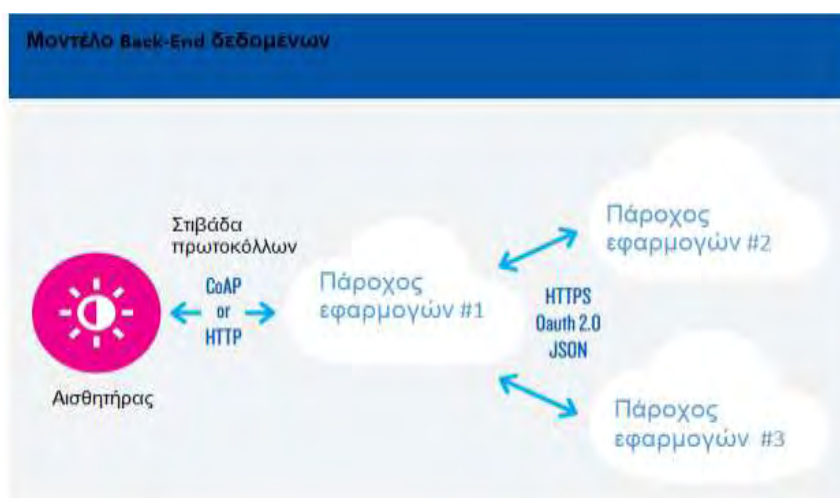 Μοντέλο Back-End δεδομένων
Στιβάδα
πρωτοκόλλων
CoAP
or
HTTP
Αισθητήρας
Πάροχος
εφαρμογών #1
HTTPS
Oauth 2.0
JSON
Πάροχος
εφαρμογών #2
Πάροχος
εφαρμογών #3